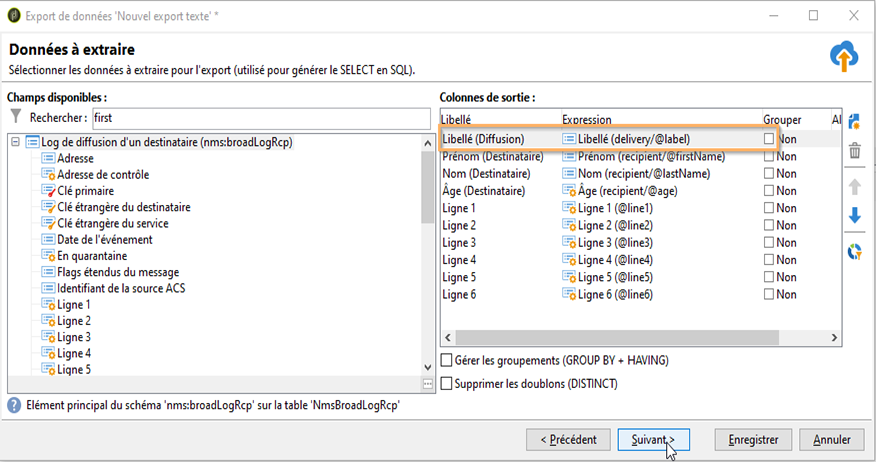 Export de données 'Nouvel export texte' *
Données à extraire
Sélectionner les données à extraire pour l'export (utilisé pour générer le SELECT en SQL).
Champs disponibles :
Rechercher : first
Log de diffusion d'un destinataire (nms:broadLogRcp)
Adresse
Adresse de contrôle
Clé primaire
Clé étrangère du destinataire
Clé étrangère du service
Date de l'événement
En quarantaine
Flags étendus du message
Identifiant de la source ACS
Ligne 1
Ligne 2
Ligne 3
Ligne 4
Ligne 5
Colonnes de sortie :
Libellé Expression Grouper Al
Libellé (Diffusion) Libellé (delivery/@label) Non
Prénom (Destinataire) Prénom (recipient/@firstName) Non
Nom (Destinataire) Nom (recipient/@lastName) Non
Âge (Destinataire) Âge (recipient/@age) Non
Ligne 1 Ligne 1 (@line1) Non
Ligne 2 Ligne 2 (@line2) Non
Ligne 3 Ligne 3 (@line3) Non
Ligne 4 Ligne 4 (@line4) Non
Ligne 5 Ligne 5 (@line5) Non
Ligne 6 Ligne 6 (@line6) Non
Gérer les groupements (GROUP BY + HAVING)
Supprimer les doublons (DISTINCT)
Elément principal du schéma 'nms:broadLogRcp' sur la table 'NmsBroadLogRcp'
< Précédent Suivant > Enregistrer Annuler